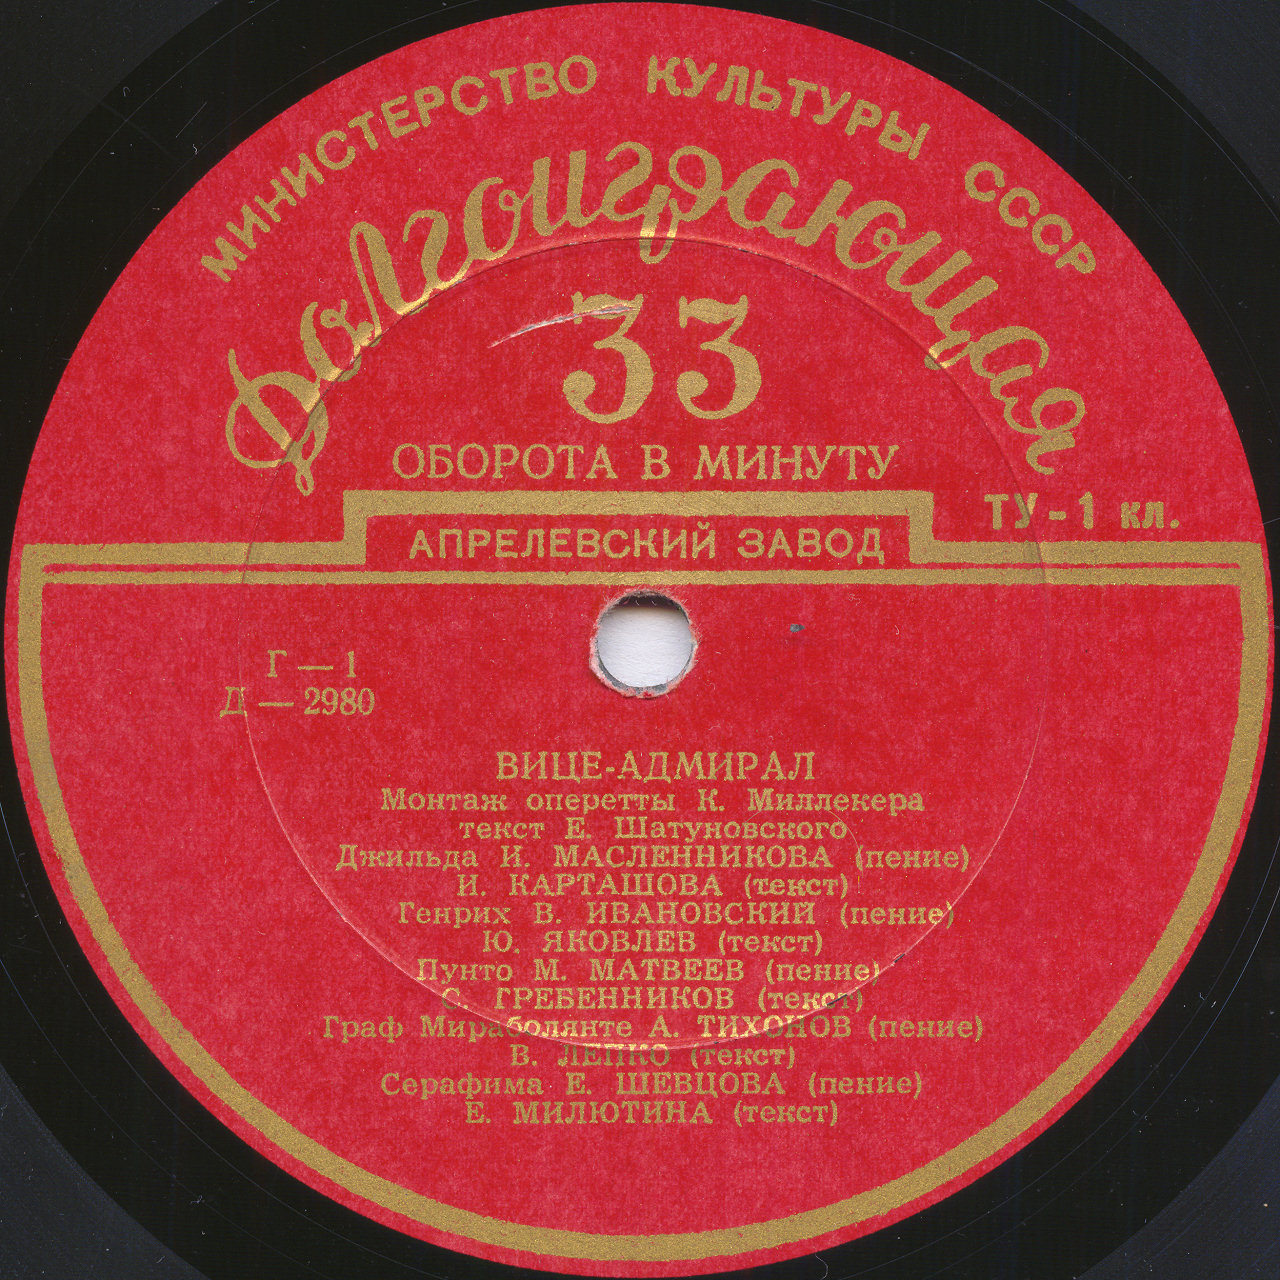 МИНИСТЕРСТВО КУЛЬТУРЫ СССР
Долгоиграющая
33
ОБОРОТА В МИНУТУ
ТУ-1 кл.
АПРЕЛЕВСКИЙ ЗАВОД
Г — 1
Д — 2980
ВИЦЕ-АДМИРАЛ
Монтаж оперетты К. Миллекера
текст Е. Шатуновского
Джильда И. МАСЛЕННИКОВА (пение)
И. КАРТАШОВА (текст)
Генрих В. ИВАНОВСКИЙ (пение)
Ю. ЯКОВЛЕВ (текст)
Пунто М. МАТВЕЕВ (пение)
С. ГРЕБЕННИКОВ (текст)
Граф Мираболянте А. ТИХОНОВ (пение)
В. ЛЕПКО (текст)
Серафима Е. ШЕВЦОВА (пение)
Е. МИЛЮТИНА (текст)